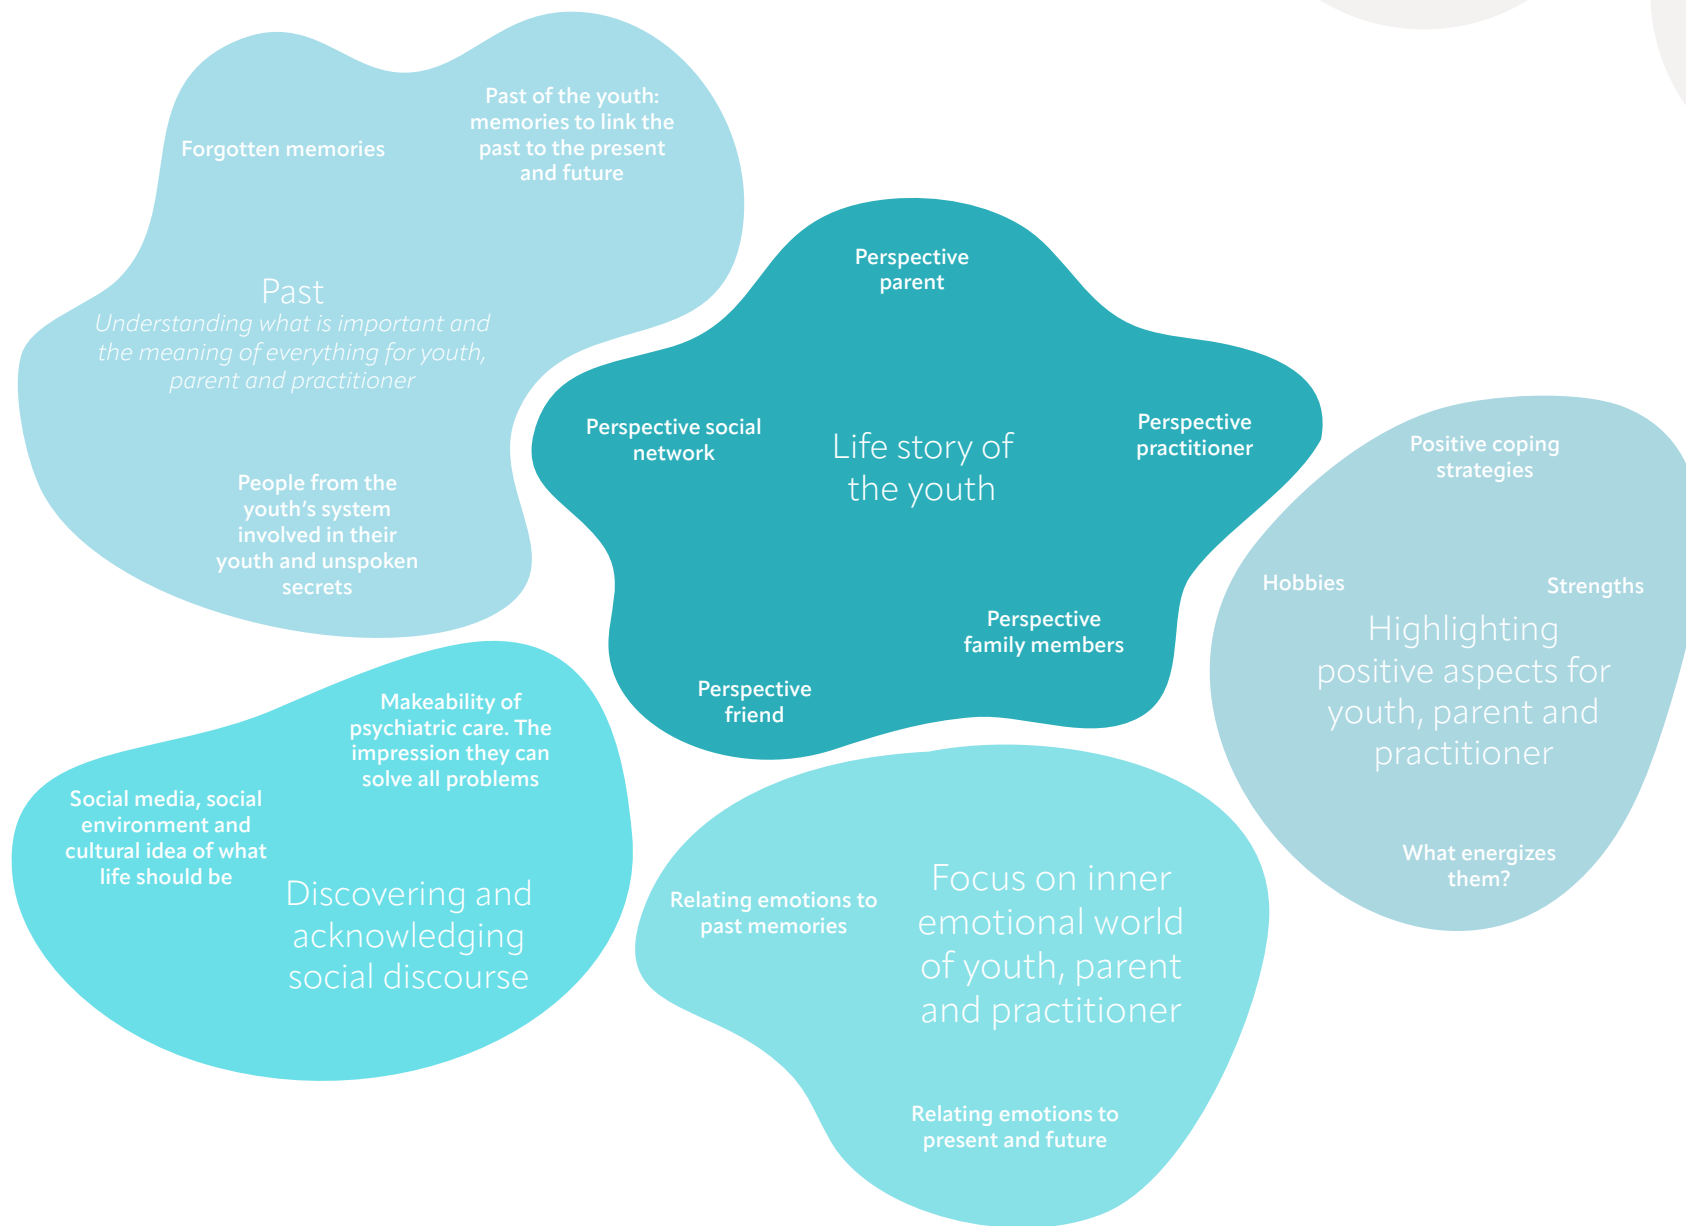 Forgotten memories
Past of the youth:
memories to link the
past to the present
and future
Past
Understanding what is important and
the meaning of everything for youth,
parent and practitioner
People from the
youth's system
involved in their
youth and unspoken
secrets
Perspective
parent
Perspective social
network
Life story of
the youth
Perspective
practitioner
Perspective
family members
Perspective
friend
Positive coping
strategies
Hobbies
Strengths
Highlighting
positive aspects for
youth, parent and
practitioner
What energizes
them?
Makeability of
psychiatric care. The
impression they can
solve all problems
Social media, social
environment and
cultural idea of what
life should be
Discovering and
acknowledging
social discourse
Relating emotions to
past memories
Focus on inner
emotional world
of youth, parent
and practitioner
Relating emotions to
present and future